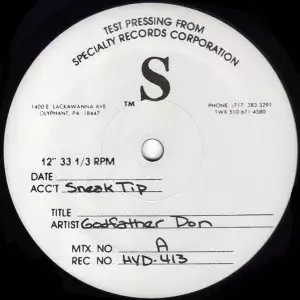 TEST PRESSING FROM
SPECIALTY RECORDS CORPORATION
S
TM
1400 E. LACKAWANNA AVE
OLYPHANT, PA. 18447
PHONE: (717) 383 3291
TWX 510 671-4580
12" 33 1/3 RPM
DATE
ACC'T Sneak Tip
TITLE
ARTIST Godfather Don
MTX. NO. A
REC NO. HVD-413